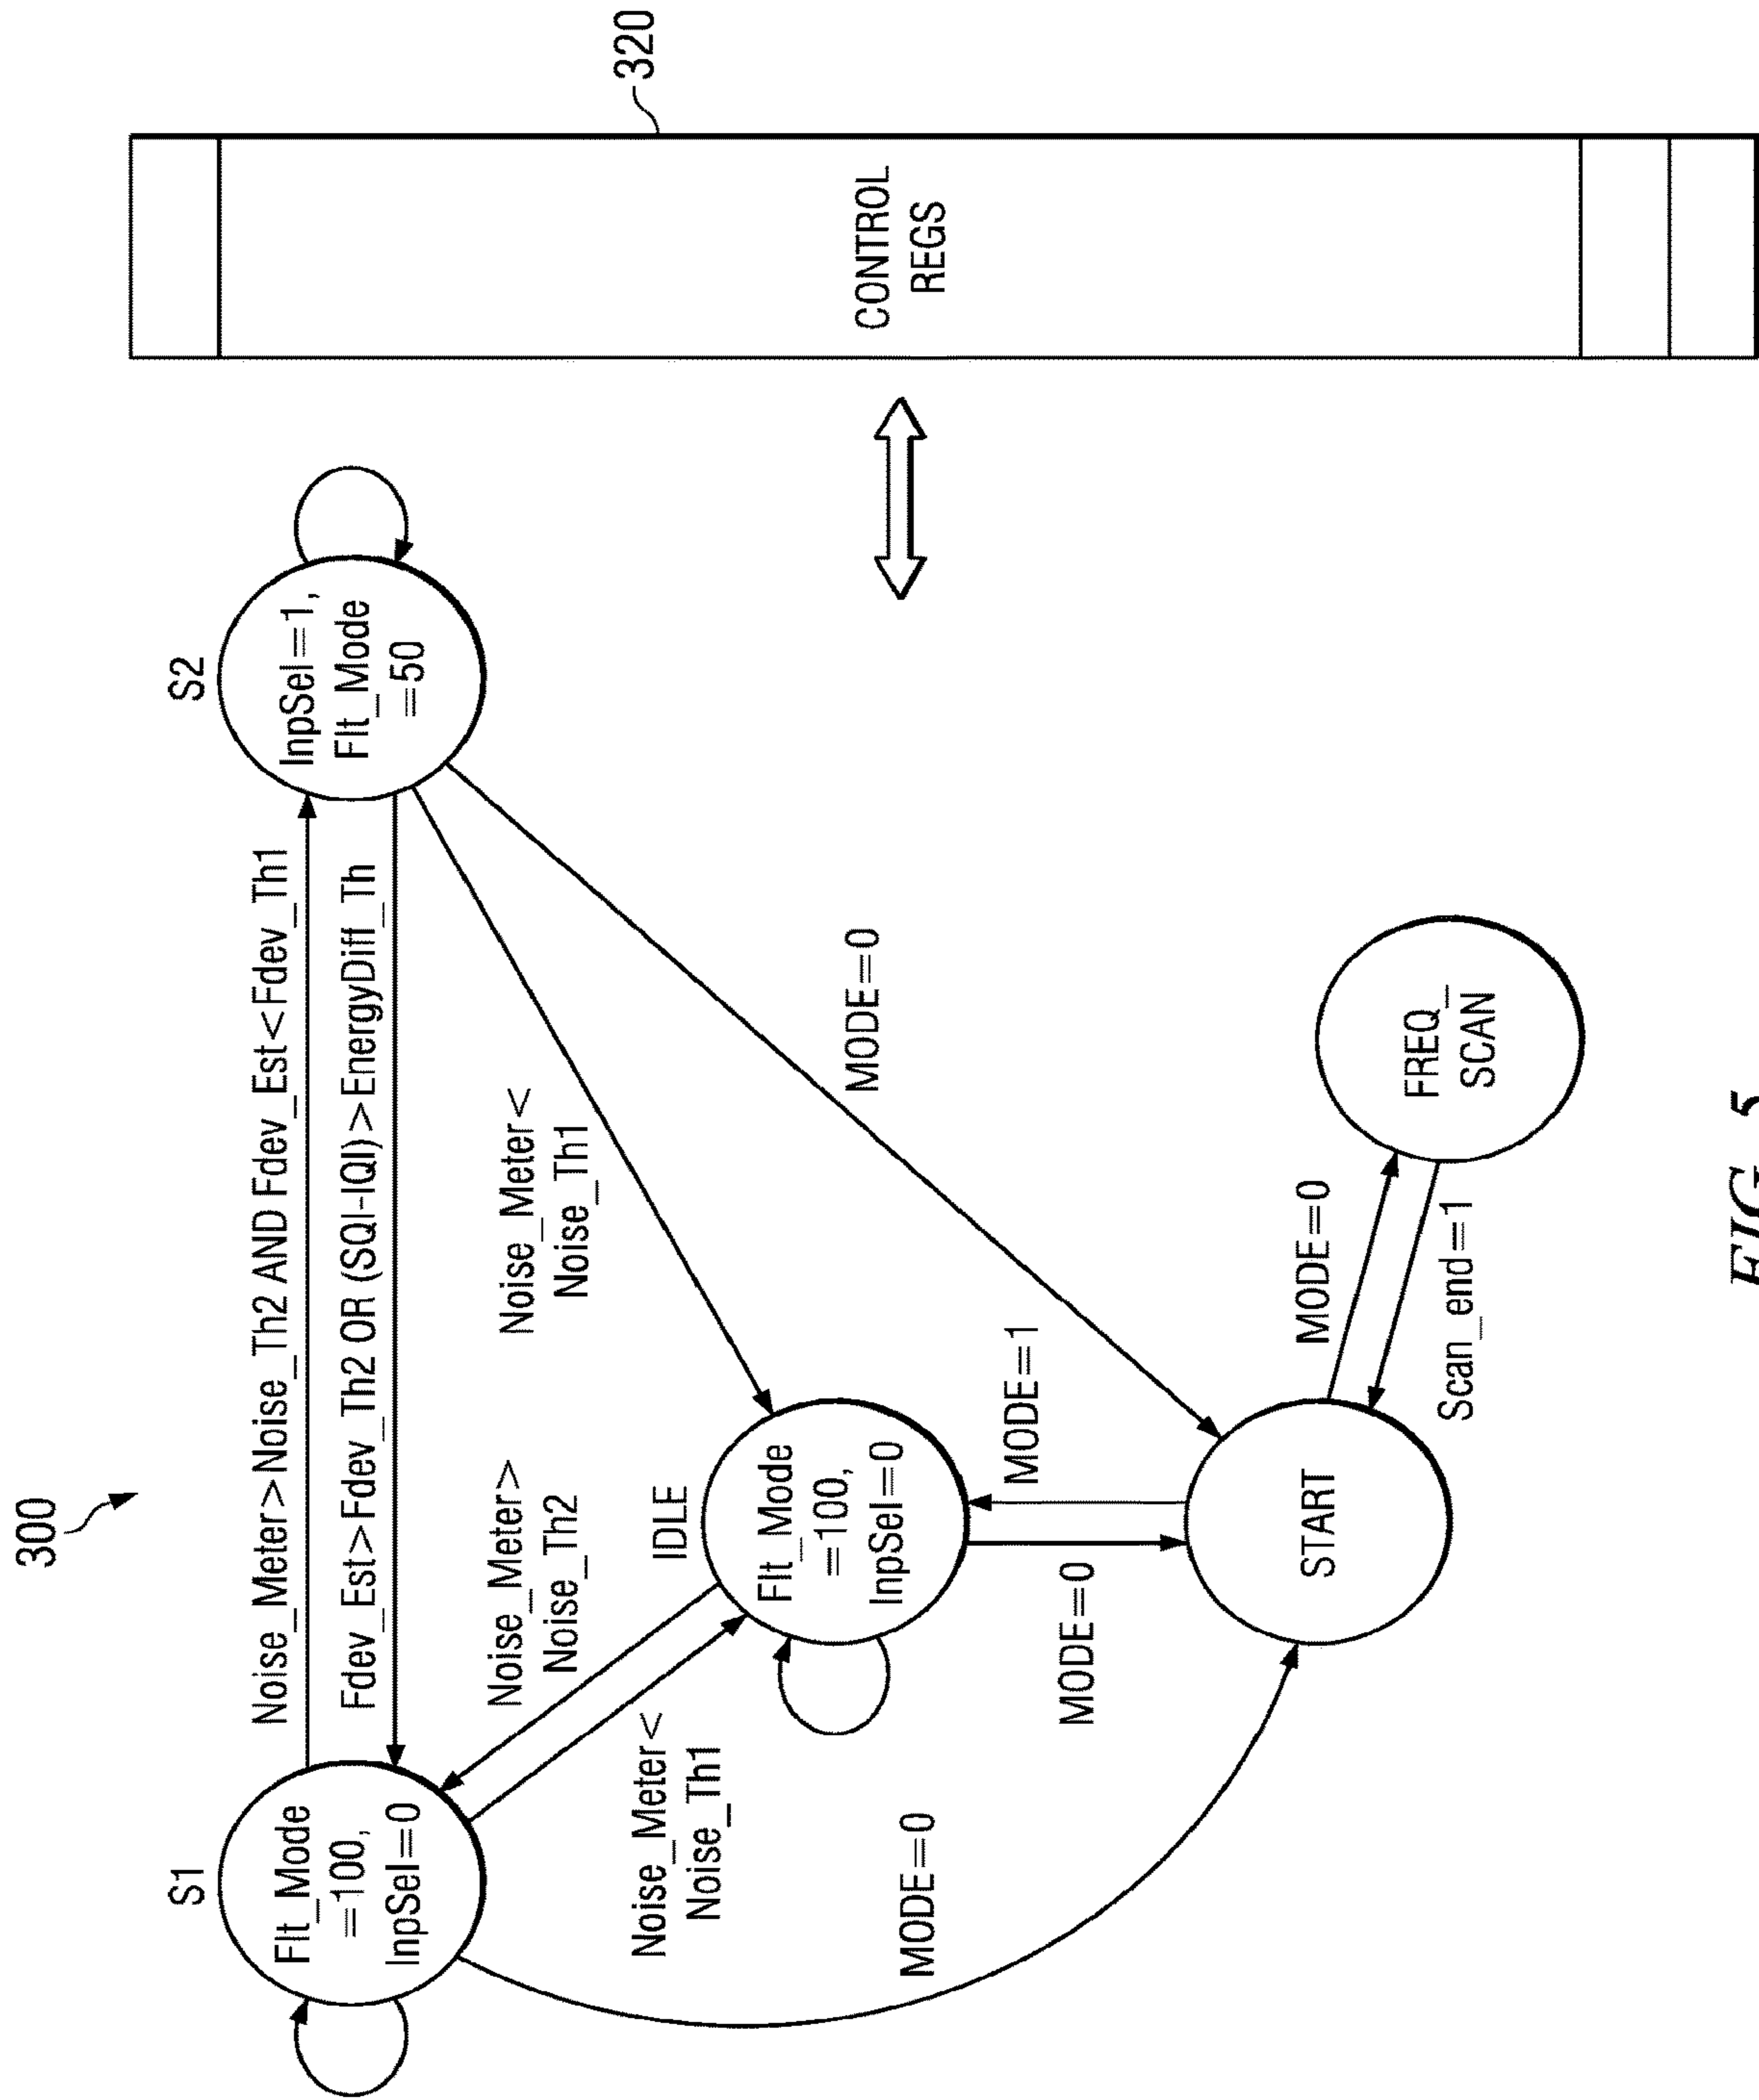 300
S1
Flt_Mode
=100,
InpSel=0
Noise_Meter>Noise_Th2 AND Fdev_Est<Fdev_Th1
Fdev_Est>Fdev_Th2 OR (SQI-IQI)>EnergyDiff_Th
S2
InpSel=1,
Flt_Mode
=50
Noise_Meter>
Noise_Th2
Noise_Meter<
Noise_Th1
Noise_Meter<
Noise_Th1
IDLE
Flt_Mode
=100,
InpSel=0
MODE=0
MODE=0
MODE=0
MODE=1
START
MODE=0
Scan_end=1
FREQ_
SCAN
CONTROL
REGS
320
FIG. 5